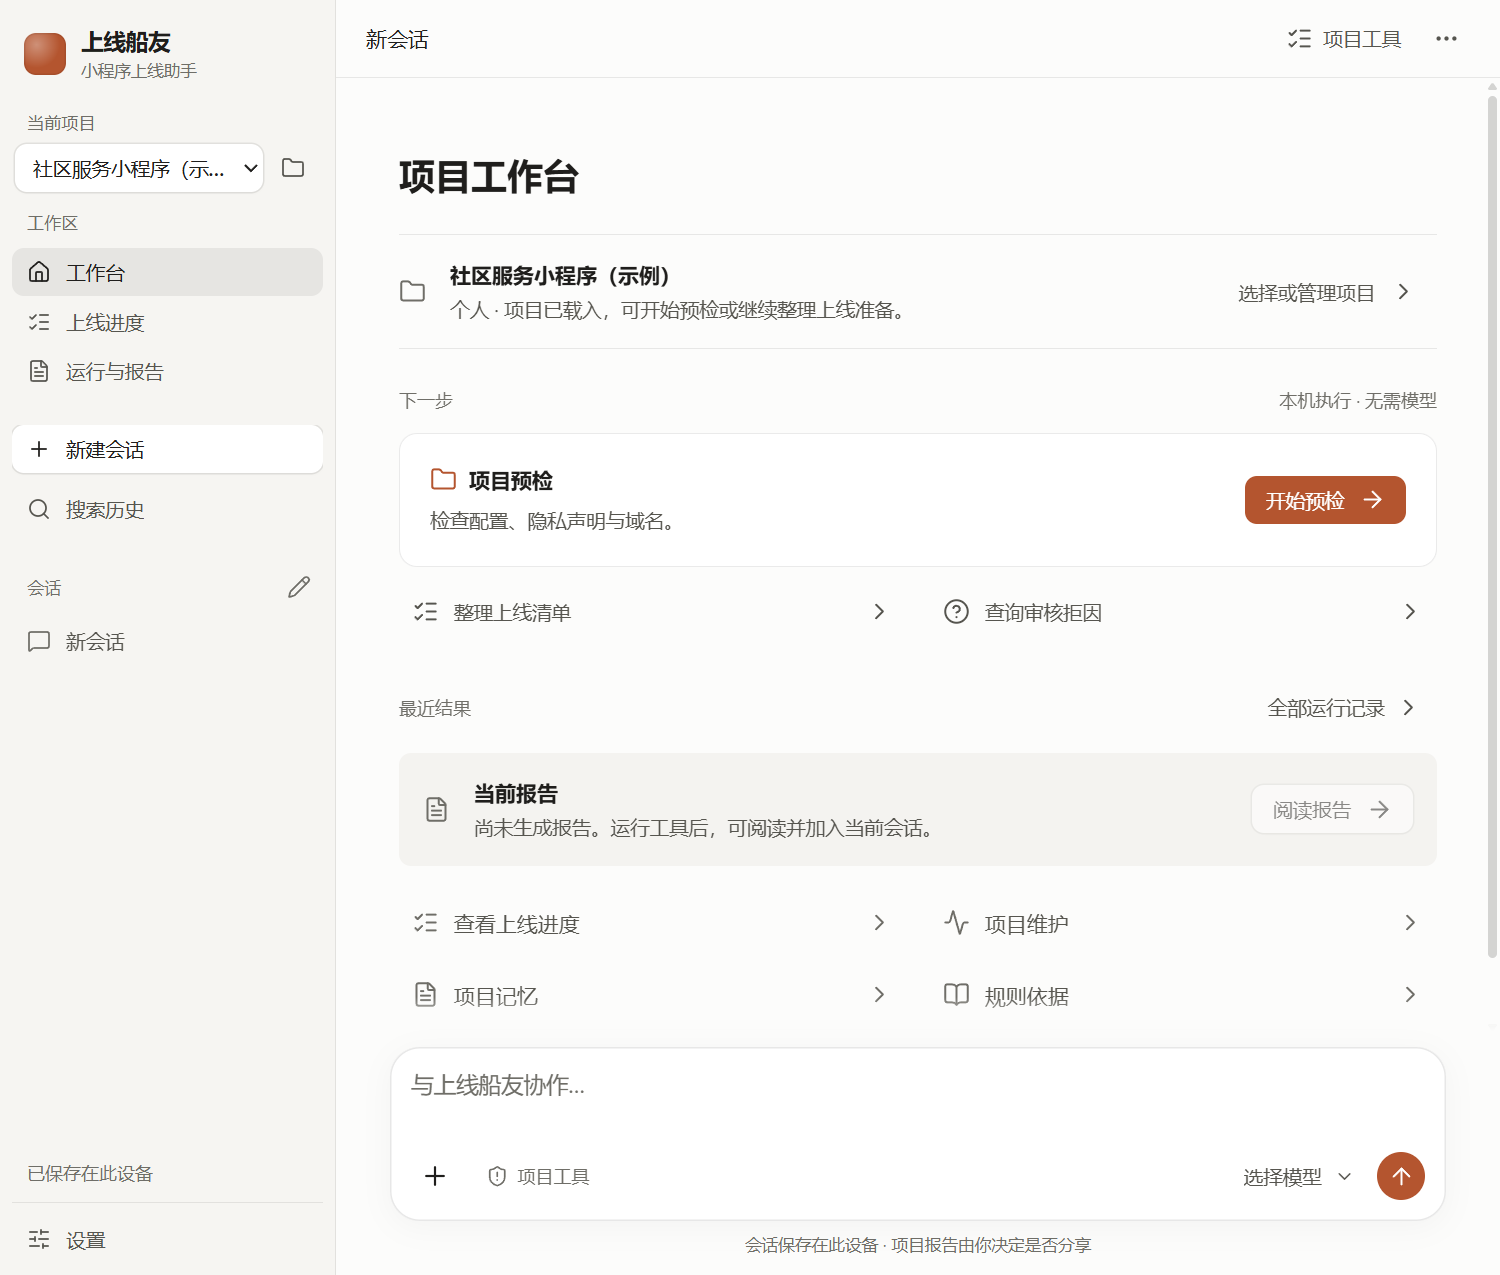 上线船友
小程序上线助手
当前项目
社区服务小程序（示...
工作区
工作台
上线进度
运行与报告
新建会话
搜索历史
会话
新会话
已保存在此设备
设置
新会话
项目工具
项目工作台
社区服务小程序（示例）
个人 · 项目已载入，可开始预检或继续整理上线准备。
选择或管理项目
下一步
本机执行 · 无需模型
项目预检
检查配置、隐私声明与域名。
开始预检
整理上线清单
查询审核拒因
最近结果
全部运行记录
当前报告
尚未生成报告。运行工具后，可阅读并加入当前会话。
阅读报告
查看上线进度
项目维护
项目记忆
规则依据
与上线船友协作...
项目工具
选择模型
会话保存在此设备 · 项目报告由你决定是否分享